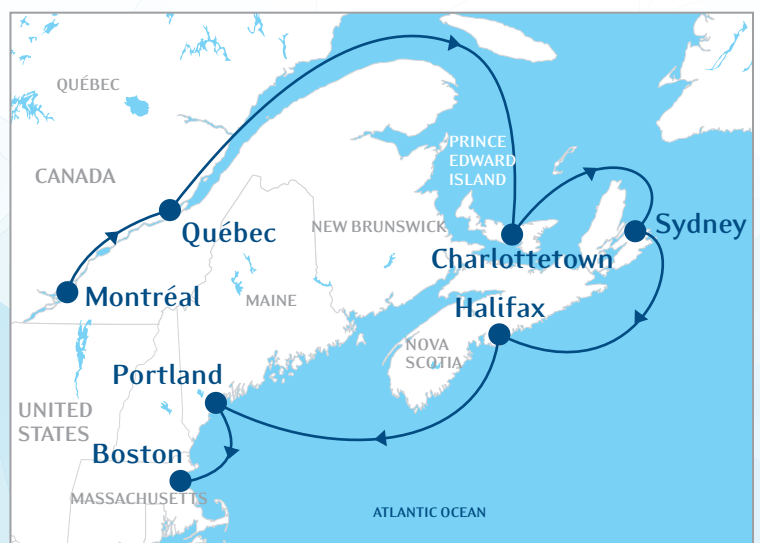 QUÉBEC
CANADA
PRINCE
EDWARD
ISLAND
NEW BRUNSWICK
Québec
Sydney
Charlottetown
Montréal
MAINE
Halifax
NOVA
SCOTIA
Portland
UNITED
STATES
Boston
MASSACHUSETTS
ATLANTIC OCEAN